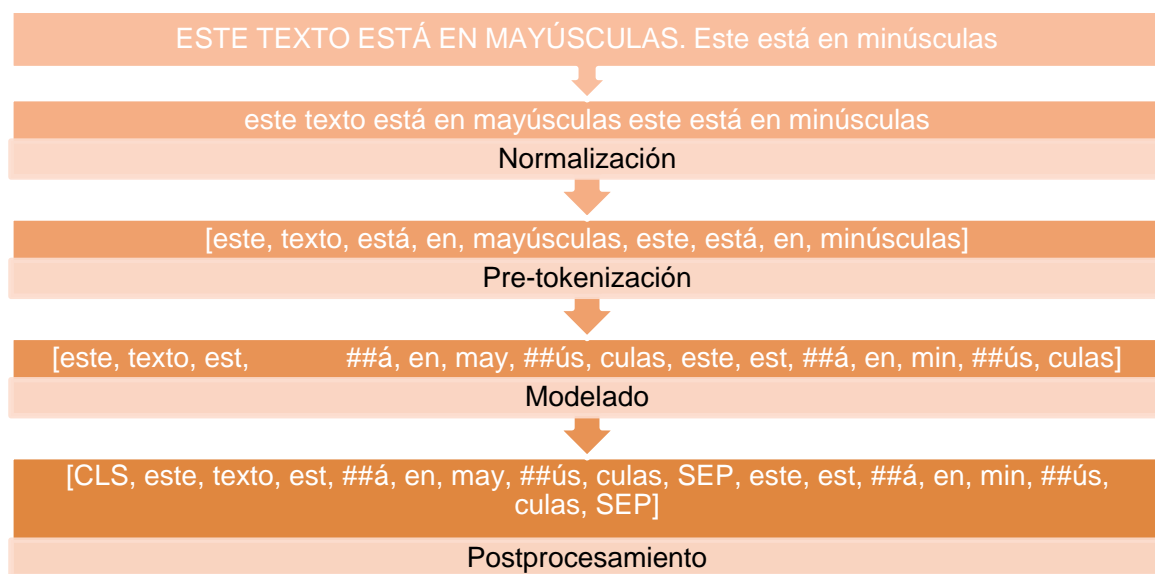 ESTE TEXTO ESTÁ EN MAYÚSCULAS. Este está en minúsculas
este texto está en mayúsculas este está en minúsculas
Normalización
[este, texto, está, en, mayúsculas, este, está, en, minúsculas]
Pre-tokenización
[este, texto, est, ##á, en, may, ##ús, culas, este, est, ##á, en, min, ##ús, culas]
Modelado
[CLS, este, texto, est, ##á, en, may, ##ús, culas, SEP, este, est, ##á, en, min, ##ús,
culas, SEP]
Postprocesamiento